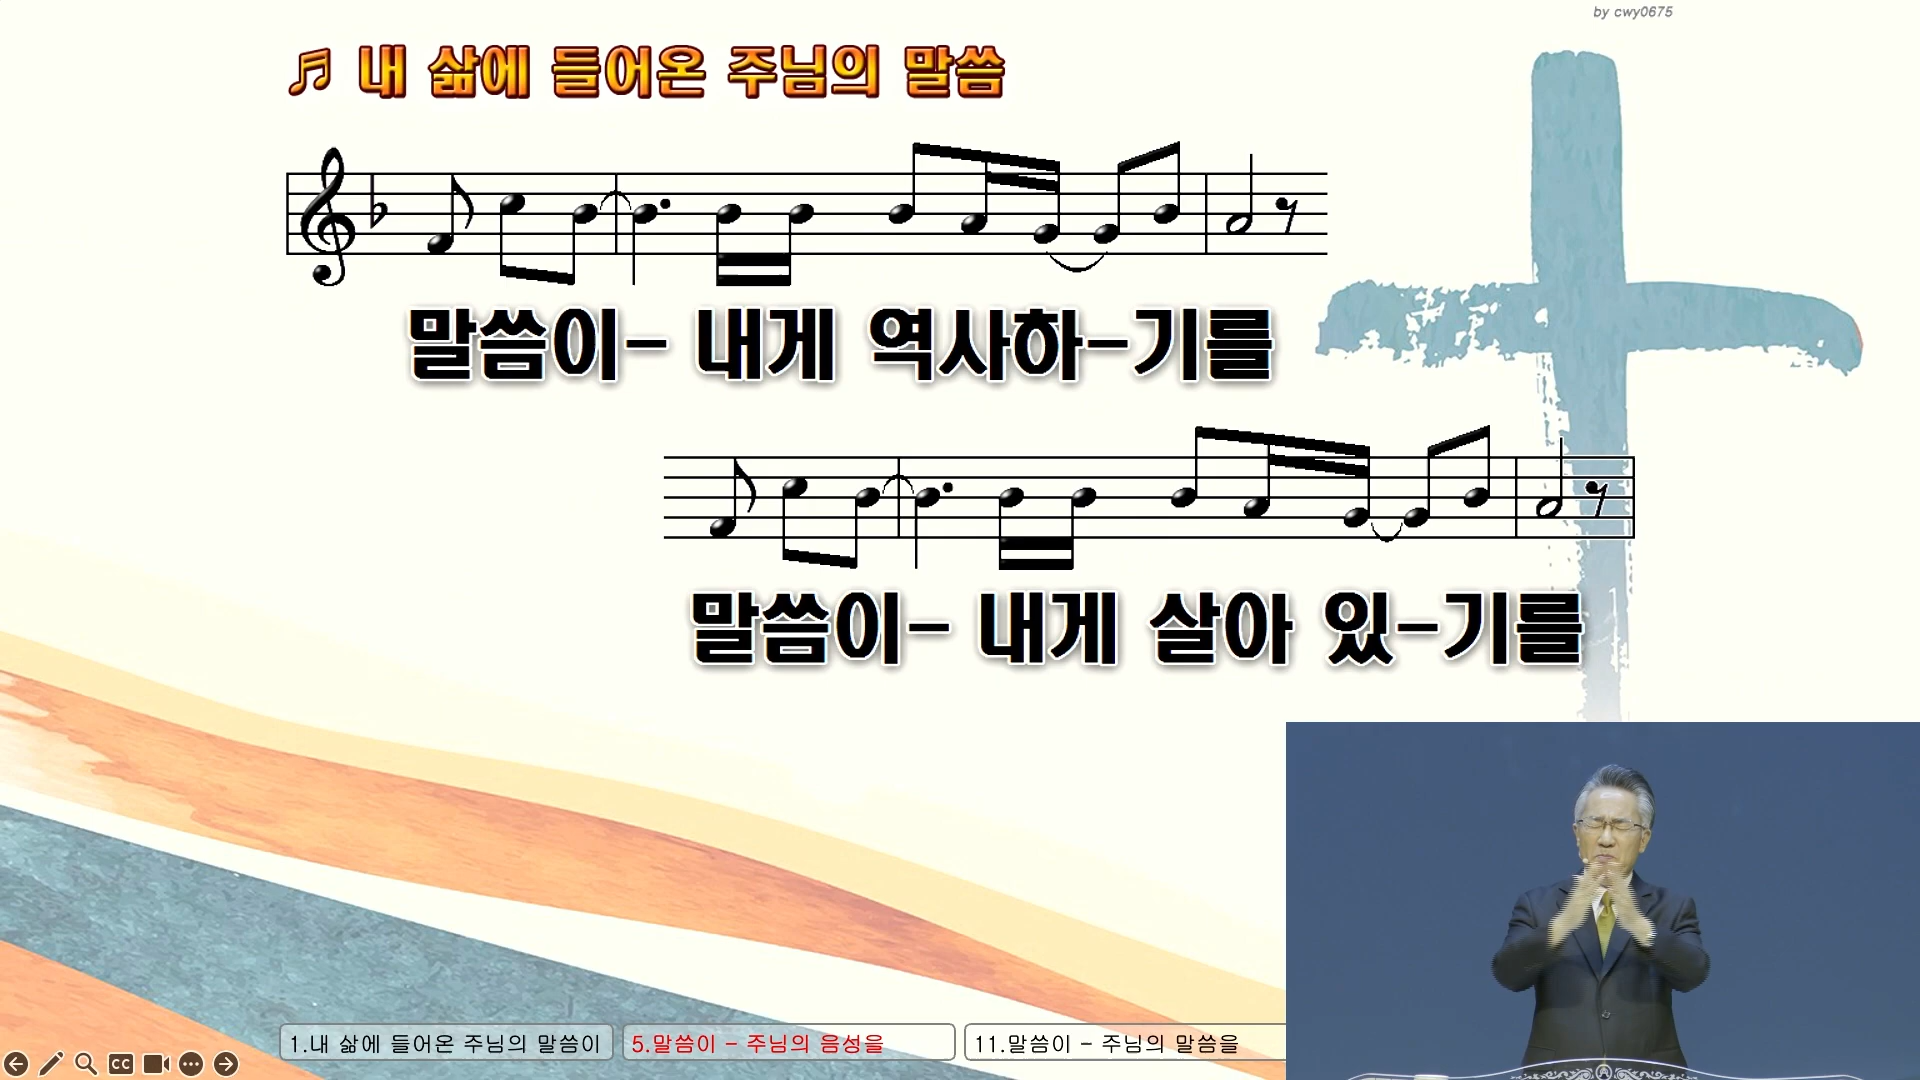 by cwy0675
♫ 내 삶에 들어온 주님의 말씀
말씀이- 내게 역사하-기를
말씀이- 내게 살아 있-기를
1.내 삶에 들어온 주님의 말씀이
5.말씀이 - 주님의 음성을
11.말씀이 - 주님의 말씀을
CC